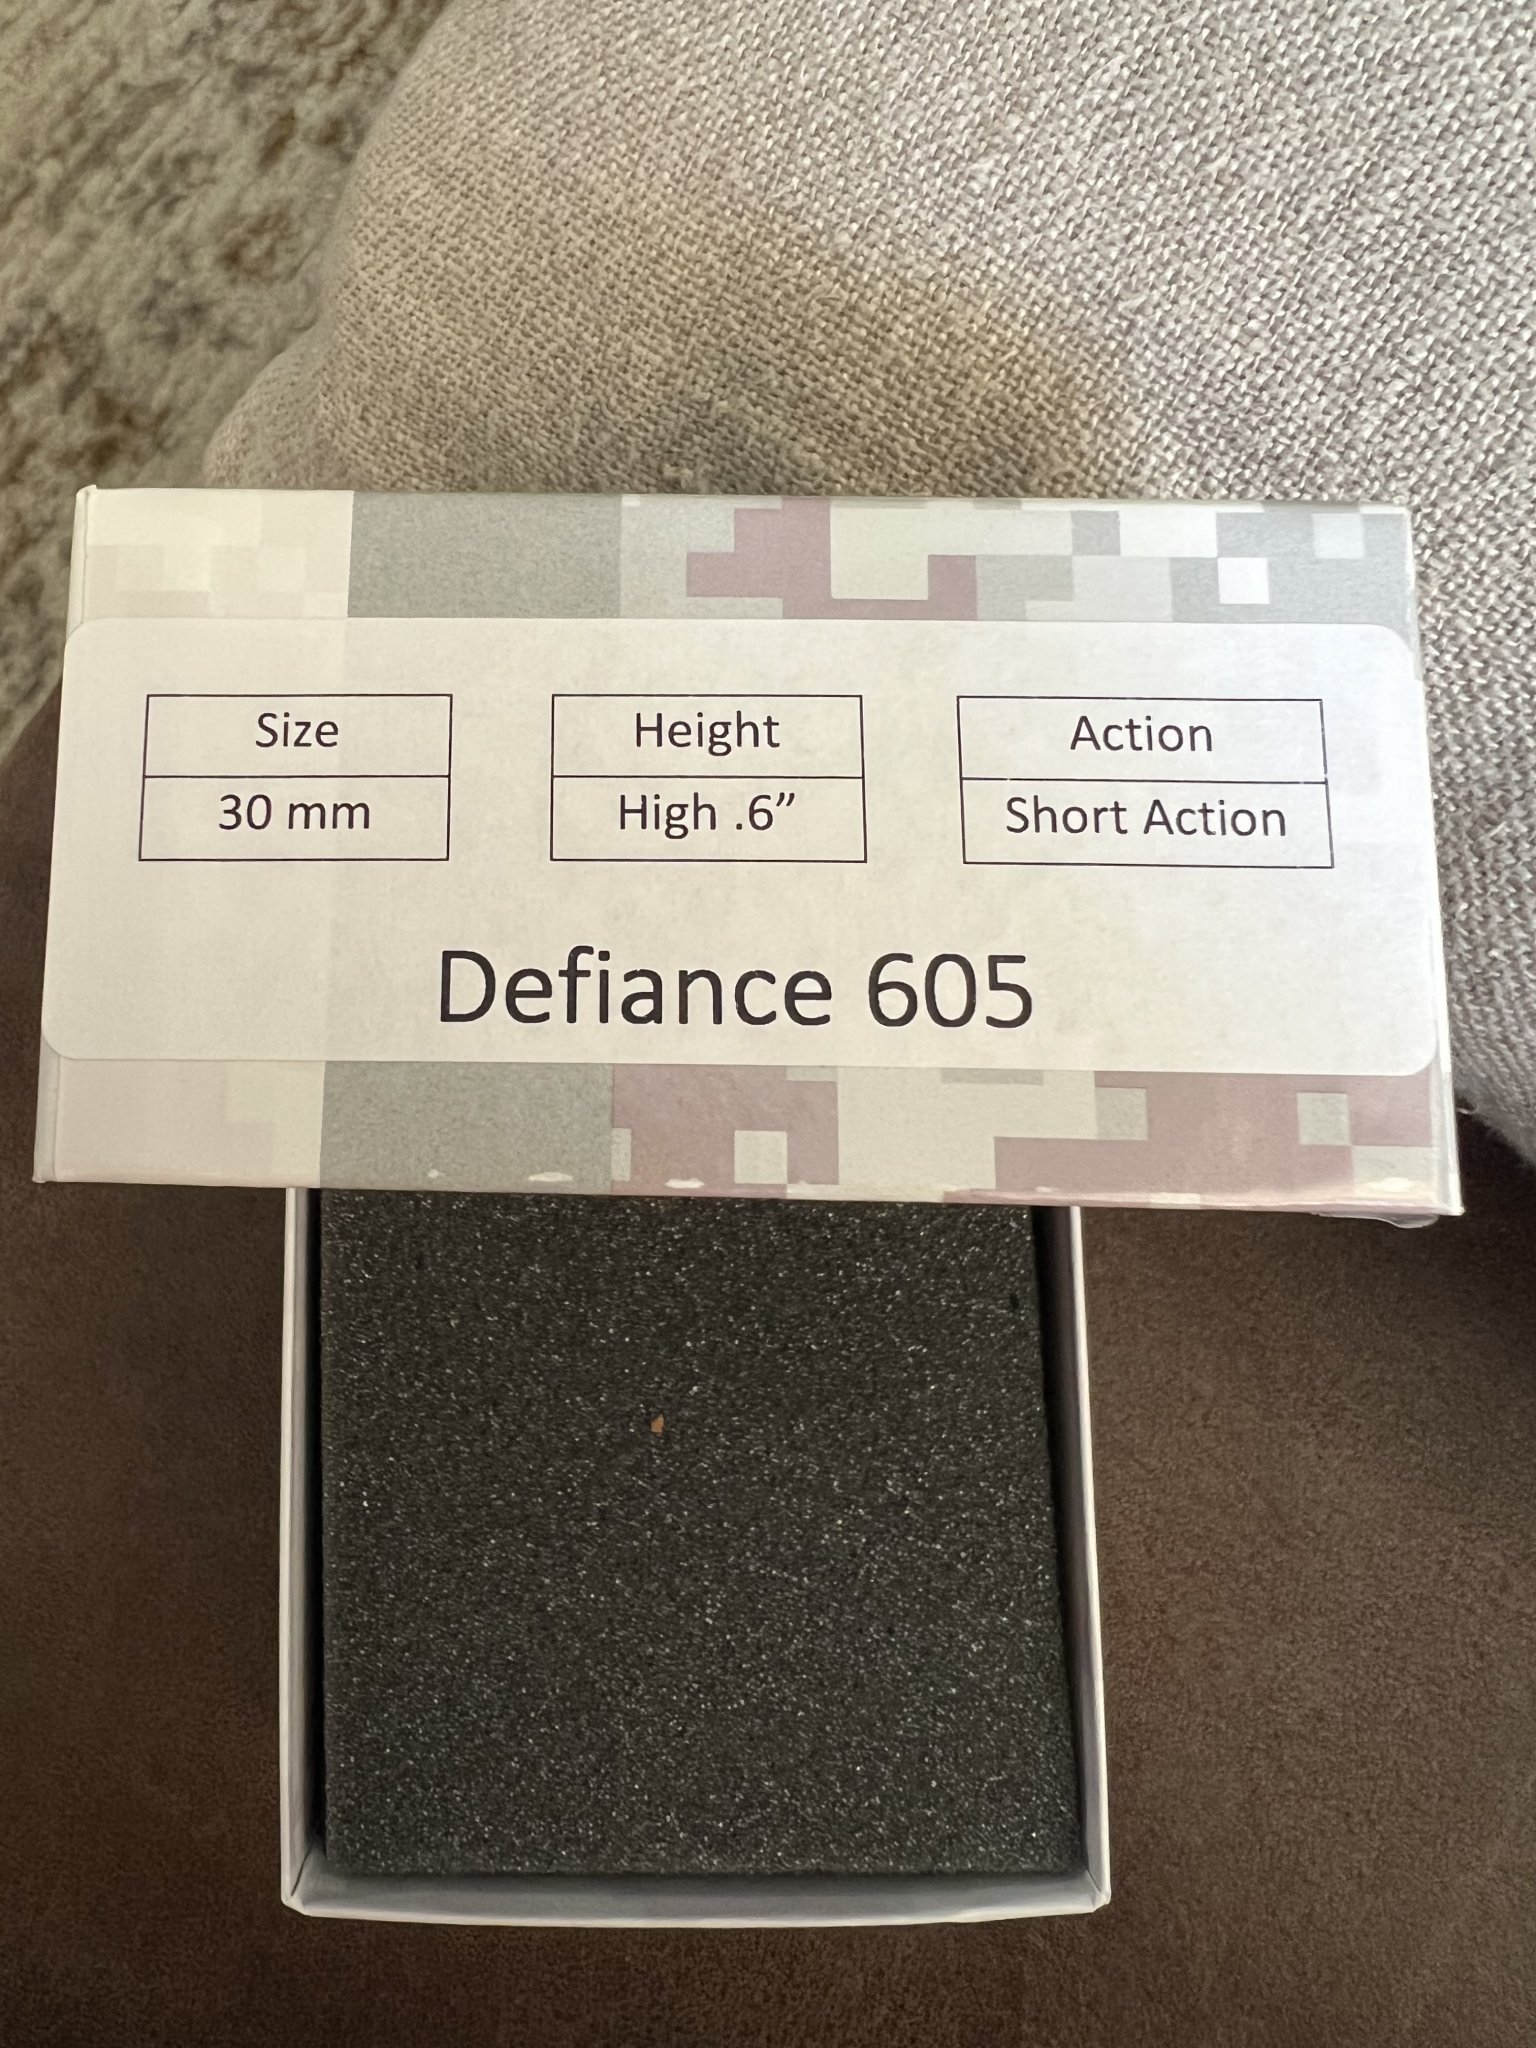 Size Height Action
30 mm High .6” Short Action
Defiance 605